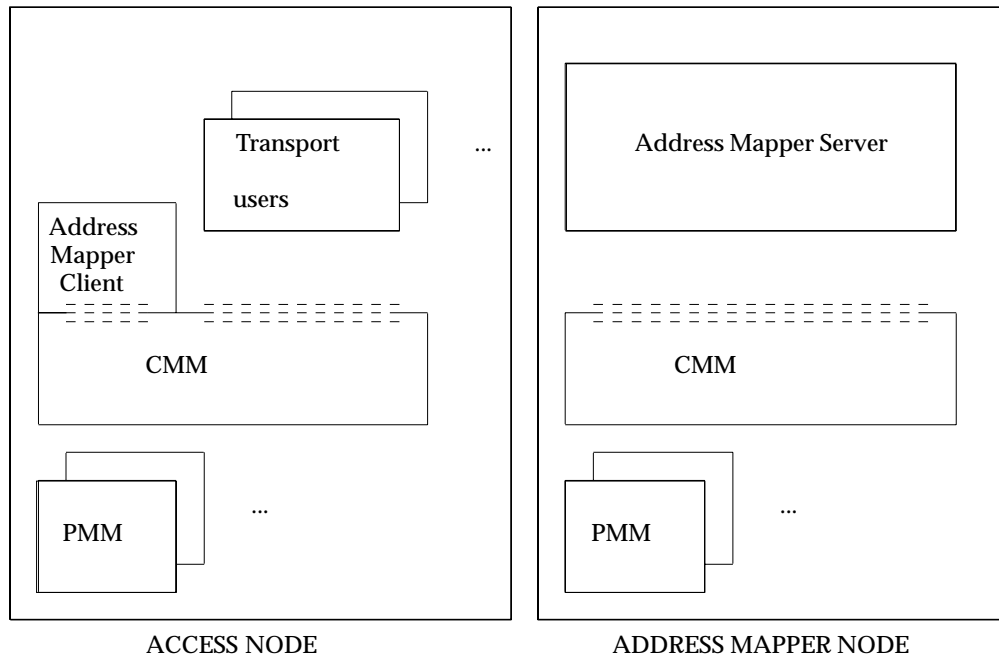 Transport
users
...
Address
Mapper
Client
CMM
PMM
...
ACCESS NODE
Address Mapper Server
CMM
PMM
...
ADDRESS MAPPER NODE